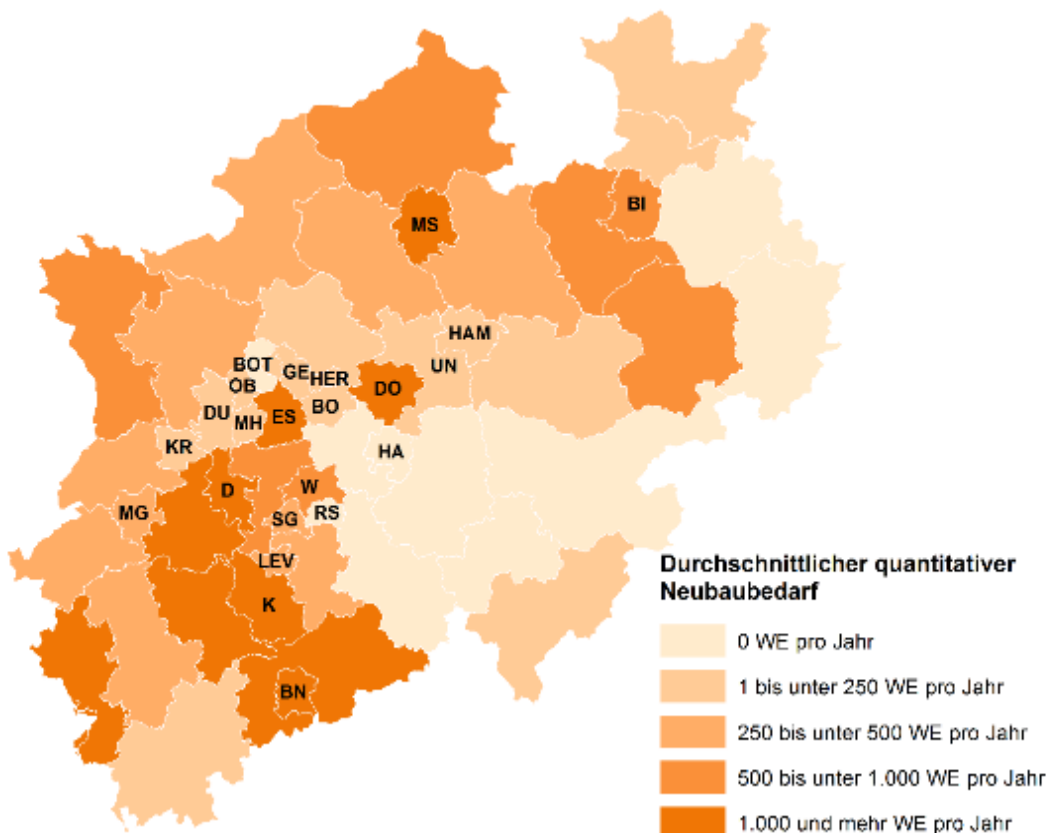 BI
MS
HAM
BOT
GE
HER
UN
OB
DO
DU
MH
ES
BO
KR
HA
D
W
MG
SG
RS
LEV
K
BN
Durchschnittlicher quantitativer
Neubaubedarf
0 WE pro Jahr
1 bis unter 250 WE pro Jahr
250 bis unter 500 WE pro Jahr
500 bis unter 1.000 WE pro Jahr
1.000 und mehr WE pro Jahr